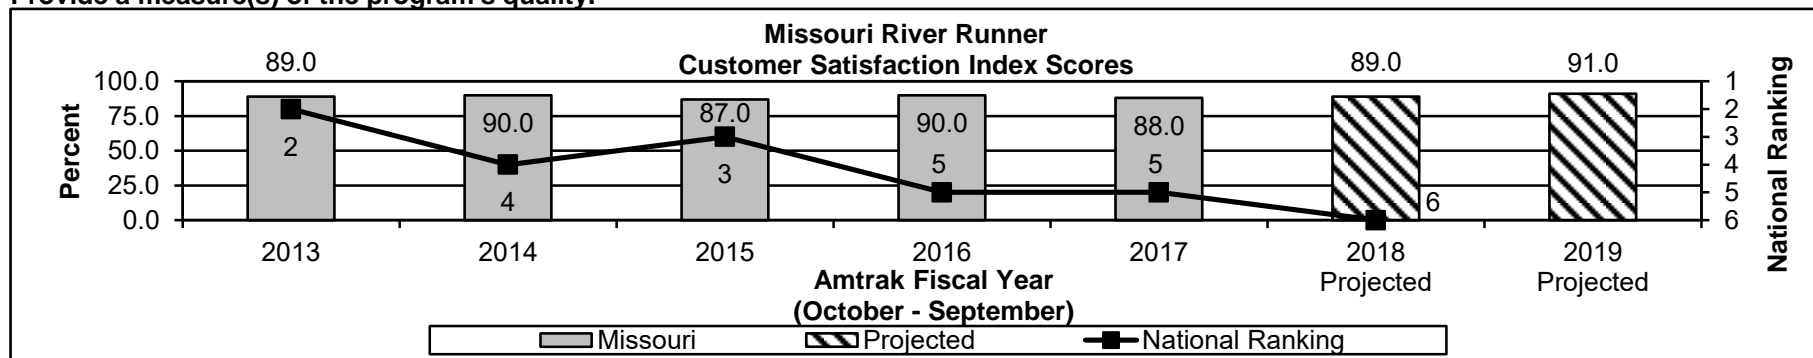 Provide a measure(s) of the program's quality.
Missouri River Runner
Customer Satisfaction Index Scores
89.0 89.0 91.0
100.0 1
75.0 90.0 87.0 90.0 88.0 2
Percent National Ranking
50.0 2 3 5 5 3
4
25.0 4 6 5
0.0 6
2013 2014 2015 2016 2017 2018 2019
Projected Projected
Amtrak Fiscal Year
(October - September)
Missouri Projected National Ranking